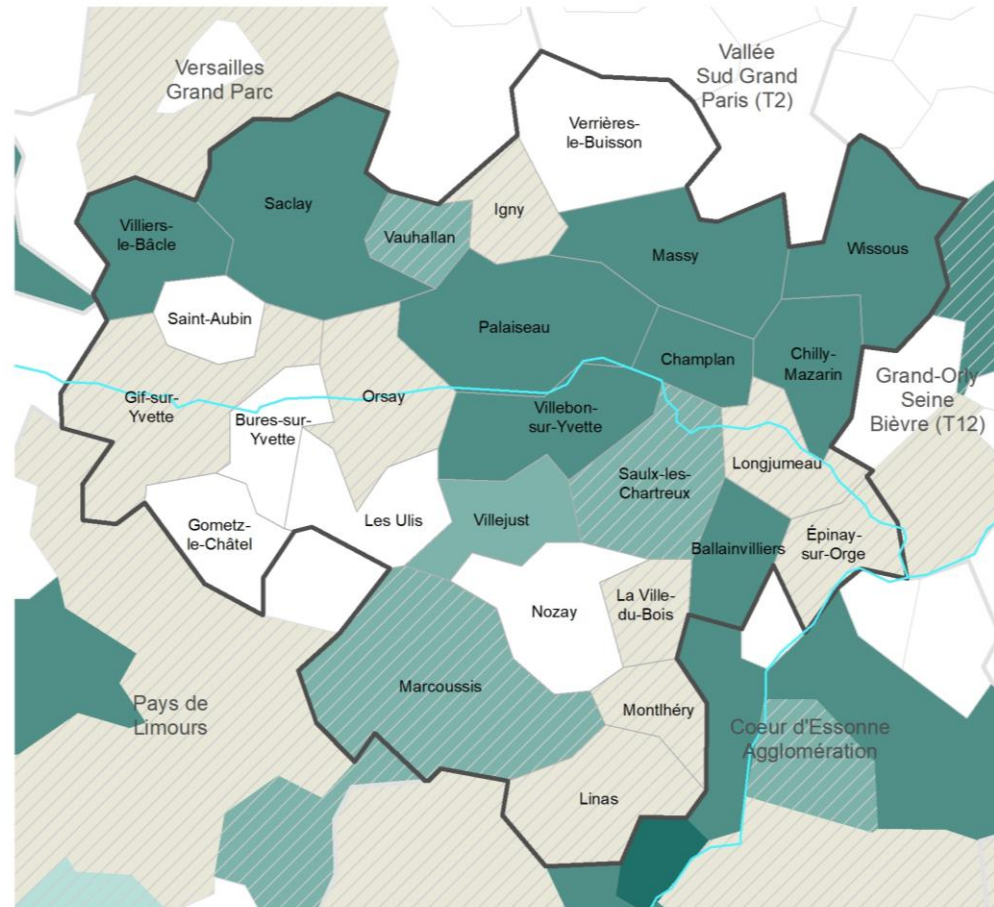 Versailles
Grand Parc
Vallée
Sud Grand
Paris (T2)
Verrières-
le-Buisson
Saclay
Igny
Villiers-
le-Bâcle
Vauhallan
Massy
Wissous
Saint-Aubin
Palaiseau
Champlan
Chilly-
Mazarin
Gif-sur-
Yvette
Orsay
Grand-Orly
Seine
Bièvre (T12)
Bures-sur-
Yvette
Villebon-
sur-Yvette
Longjumeau
Saulx-les-
Chartreux
Gometz-
le-Châtel
Les Ulis
Villejust
Ballainvilliers
Épinay-
sur-Orge
Nozay
La Ville-
du-Bois
Marcoussis
Pays de
Limours
Montlhéry
Coeur d'Essonne
Agglomération
Linas